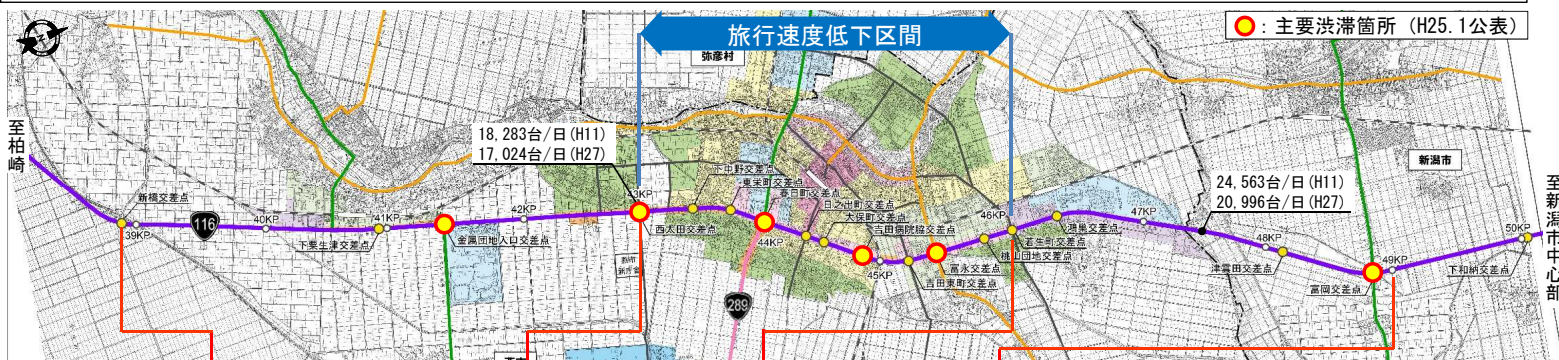 旅行速度低下区間
：主要渋滞箇所（H25.1公表）
弥彦村
至柏崎
18,283台/日(H11)
17,024台/日(H27)
新潟市
至新潟市中心部
24,563台/日(H11)
20,996台/日(H27)
新橋交差点
39KP
116
40KP
下粟生津交差点
41KP
金属団地入口交差点
42KP
43KP
西太田交差点
下中野交差点
東栄町交差点
春日町交差点
44KP
日之出町交差点
大保町交差点
吉田病院脇交差点
45KP
吉田東町交差点
富永交差点
桃山団地交差点
46KP
若生町交差点
鴻巣交差点
47KP
津雲田交差点
48KP
富岡交差点
49KP
下和納交差点
50KP
289